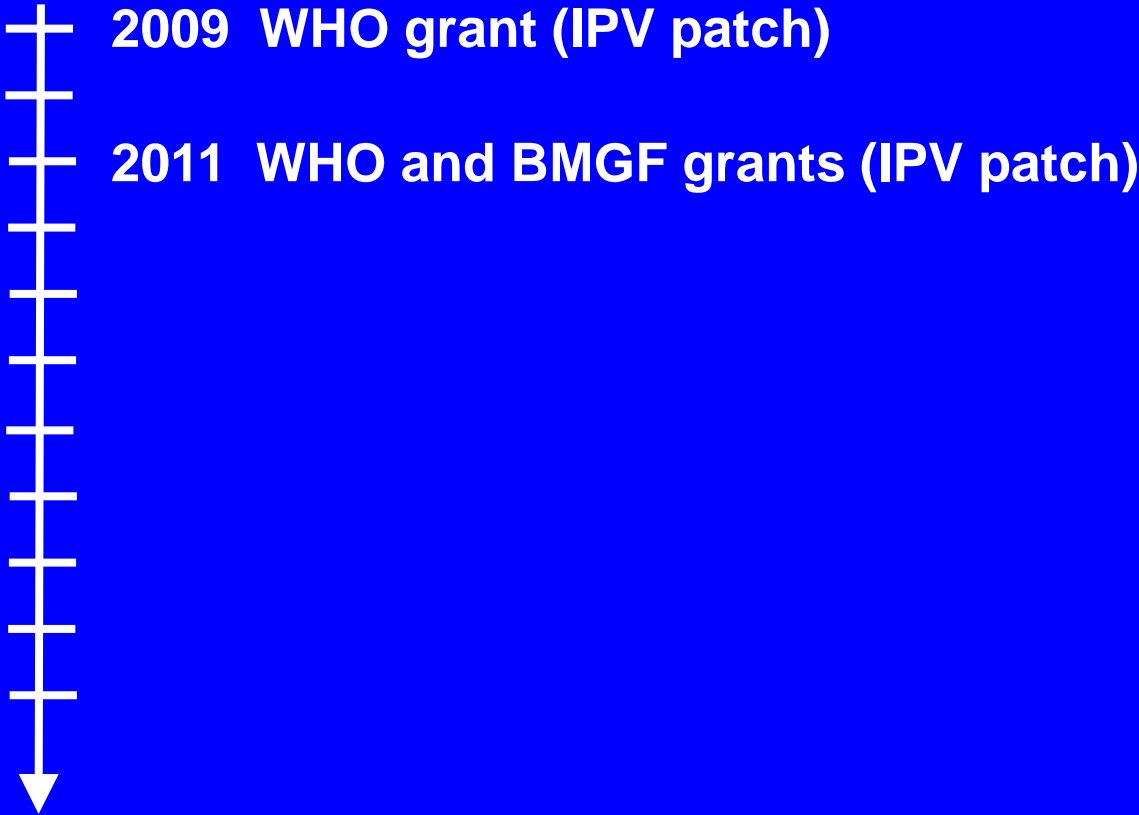 2009 WHO grant (IPV patch)
2011 WHO and BMGF grants (IPV patch)